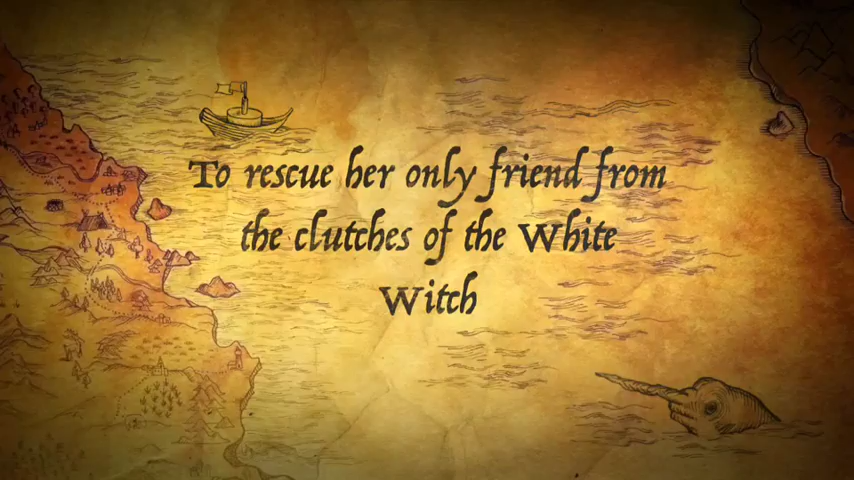 To rescue her only friend from
the clutches of the White
Witch